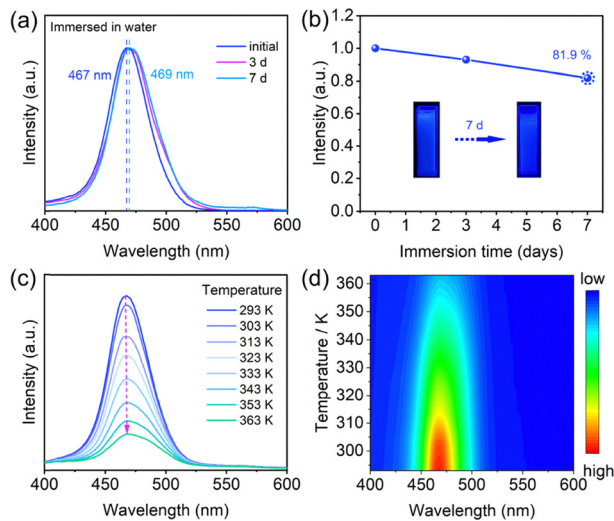 (a)
Immersed in water
initial
3 d
7 d
467 nm
469 nm
Intensity (a.u.)
400 450 500 550 600
Wavelength (nm)
(b)
1.2
1.0
0.8
0.6
0.4
0.2
0.0
81.9 %
7 d
Intensity (a.u.)
0 1 2 3 4 5 6 7
Immersion time (days)
(c)
Temperature
293 K
303 K
313 K
323 K
333 K
343 K
353 K
363 K
Intensity (a.u.)
400 450 500 550 600
Wavelength (nm)
(d)
360
350
340
330
320
310
300
Temperature / K
400 450 500 550 600
Wavelength (nm)
low
high